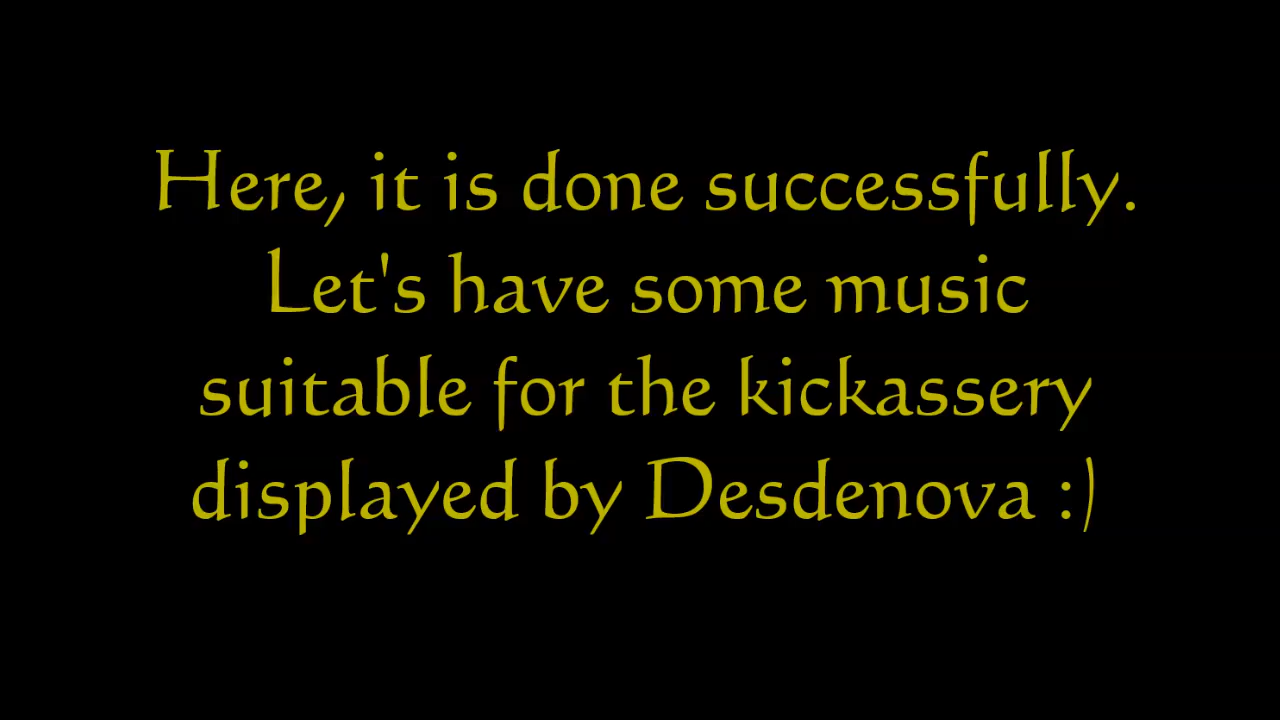 Here, it is done successfully.
Let's have some music
suitable for the kickassery
displayed by Desdenova :)